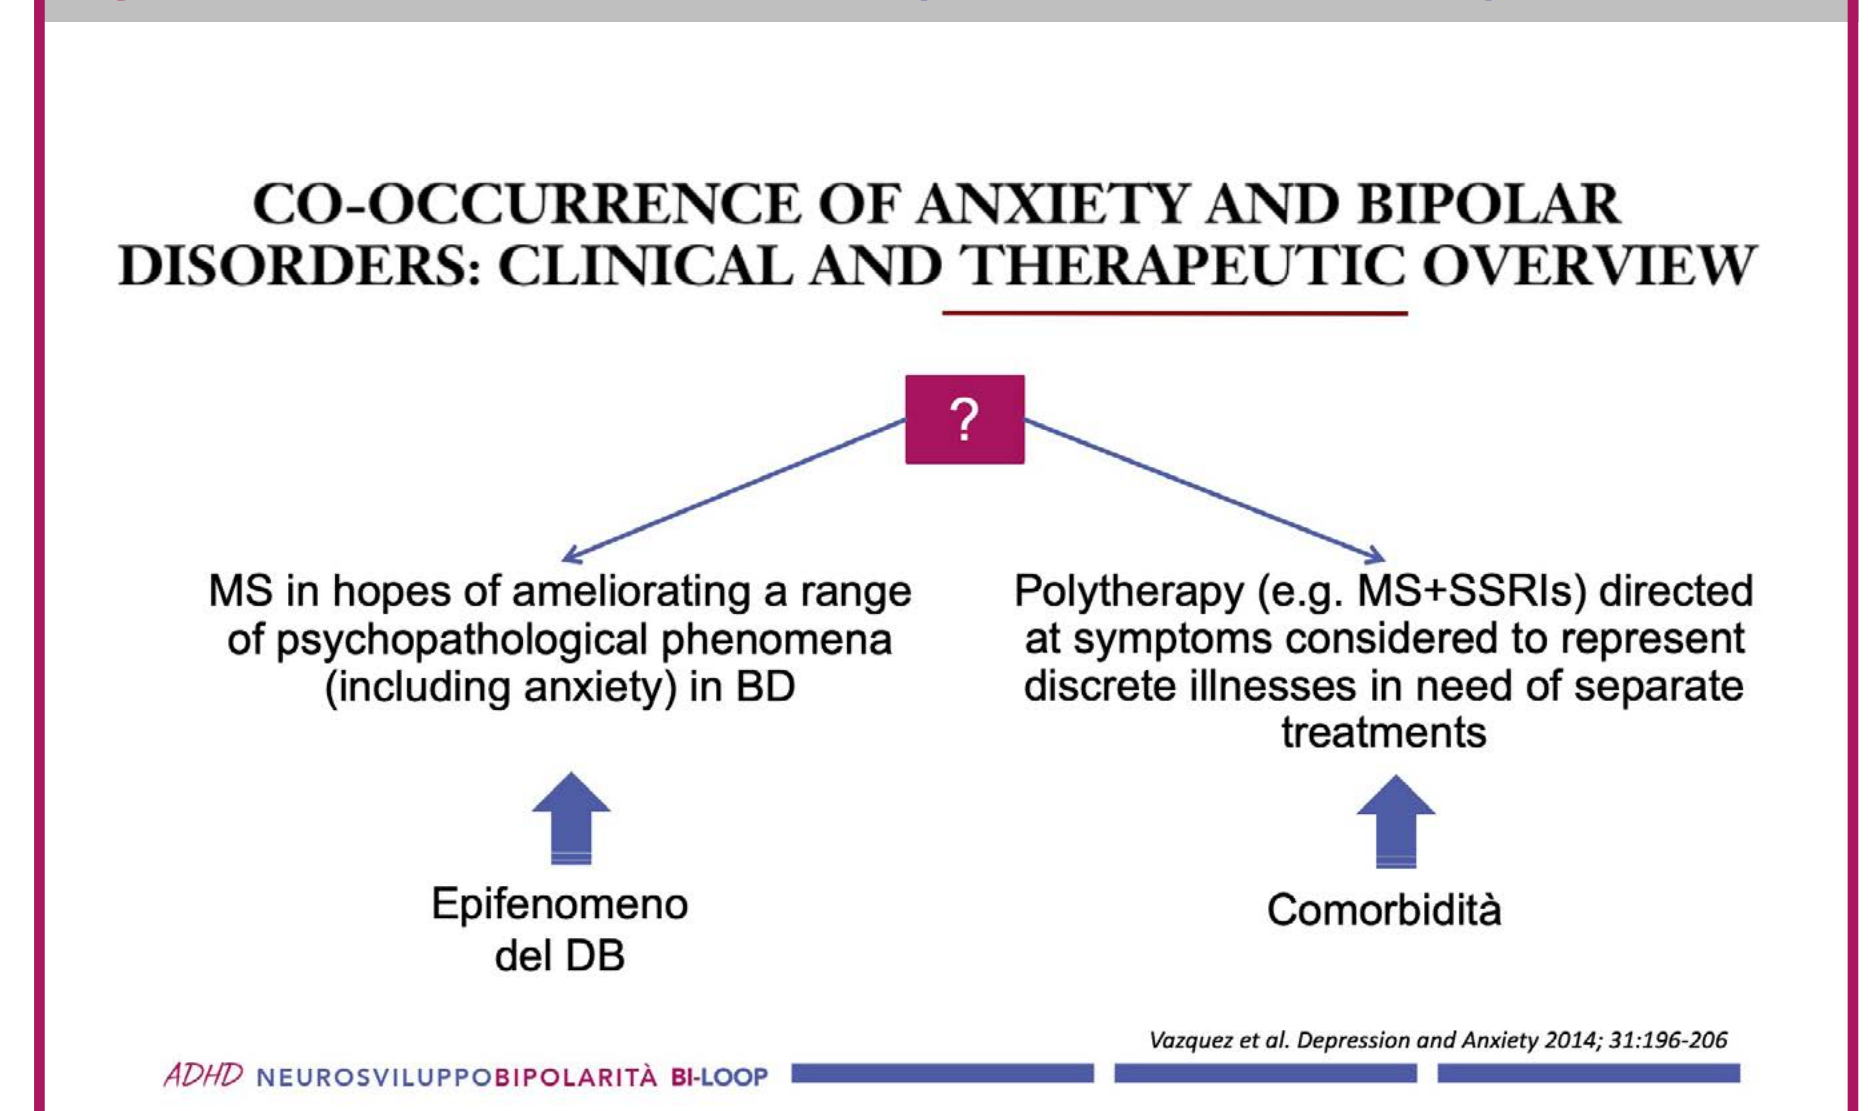 CO-OCCURRENCE OF ANXIETY AND BIPOLAR
DISORDERS: CLINICAL AND THERAPEUTIC OVERVIEW
?
MS in hopes of ameliorating a range
of psychopathological phenomena
(including anxiety) in BD
Polytherapy (e.g. MS+SSRIs) directed
at symptoms considered to represent
discrete illnesses in need of separate
treatments
Epifenomeno
del DB
Comorbidità
Vazquez et al. Depression and Anxiety 2014; 31:196-206
ADHD NEUROSVILUPPOBIPOLARITÀ BI-LOOP